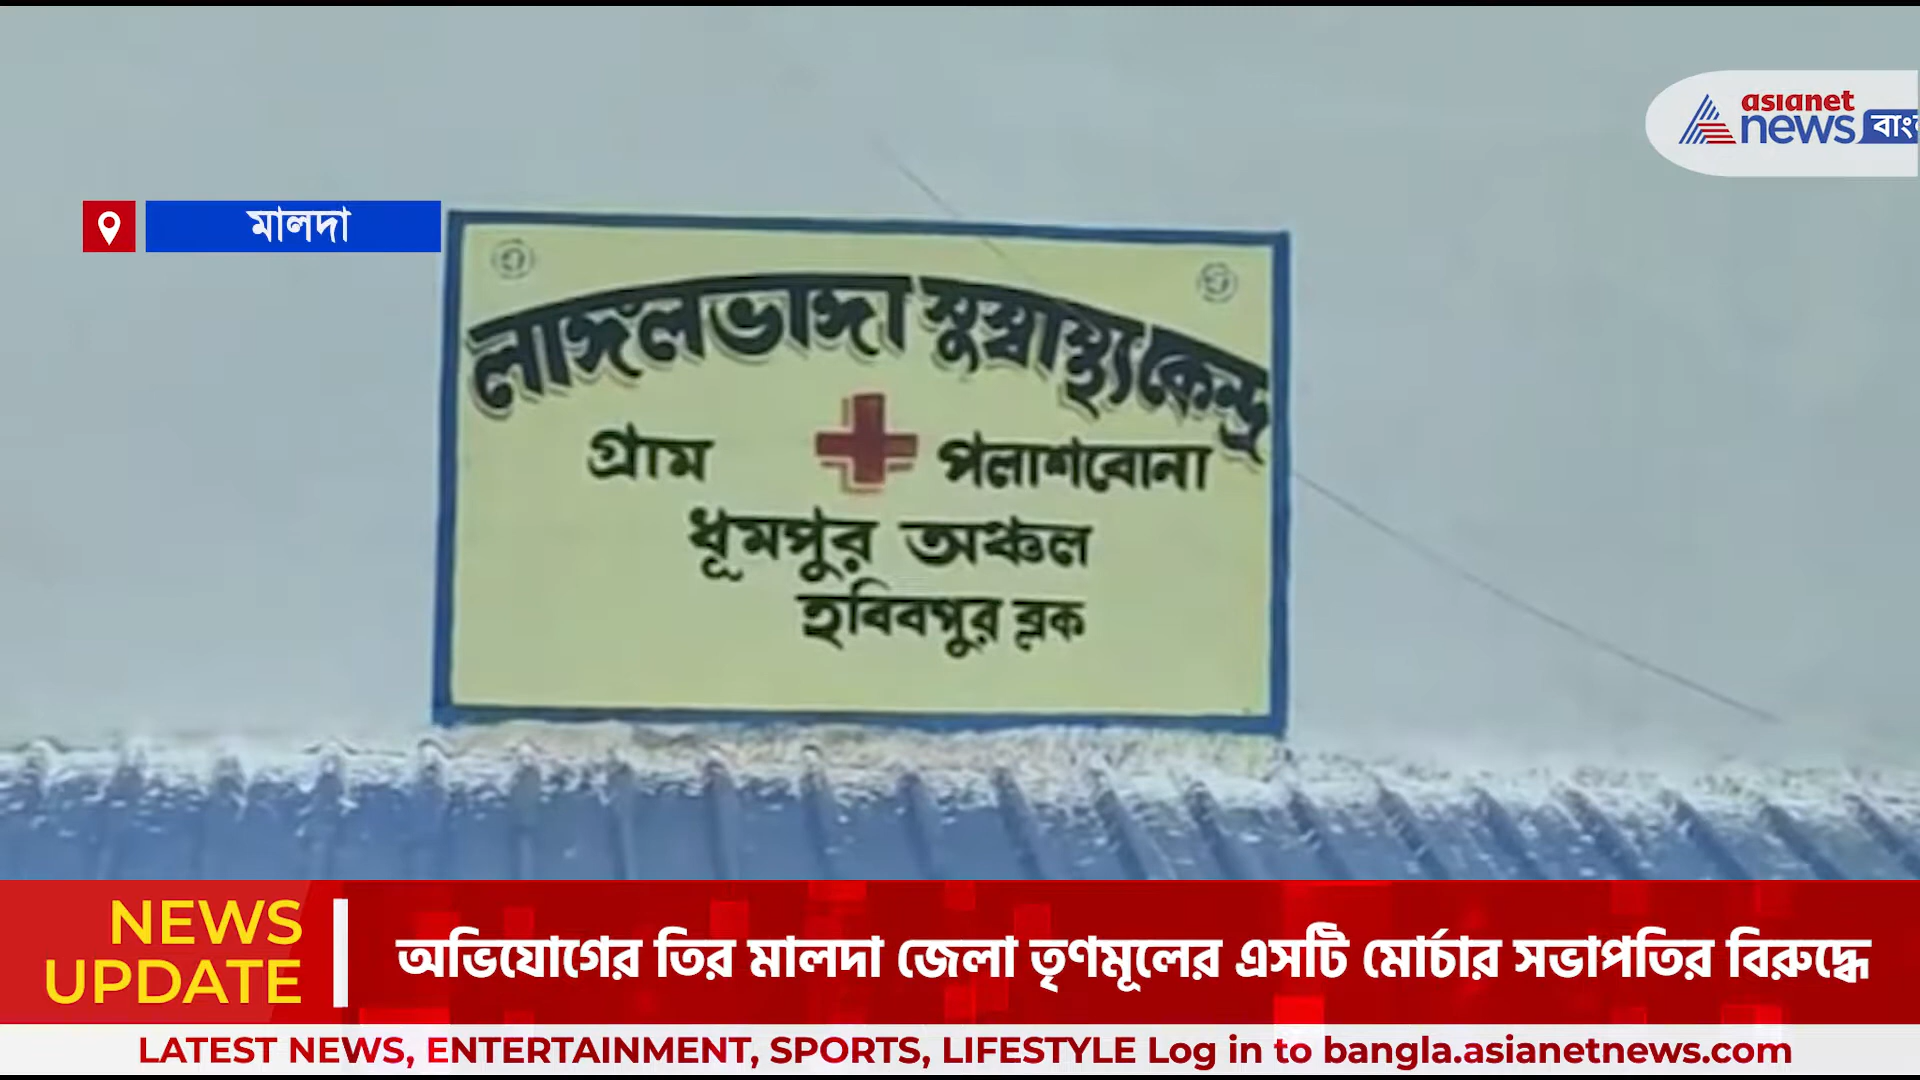 asianet
news
মালদা
লাঙ্গলভাঙ্গা সুস্বাস্থ্যকেন্দ্র
গ্রাম পলাশবোনা
ধূমপুর অঞ্চল
হবিবপুর ব্লক
NEWS
UPDATE
অভিযোগের তির মালদা জেলা তৃণমূলের এসটি মোর্চার সভাপতির বিরুদ্ধে
LATEST NEWS, ENTERTAINMENT, SPORTS, LIFESTYLE Log in to bangla.asianetnews.com